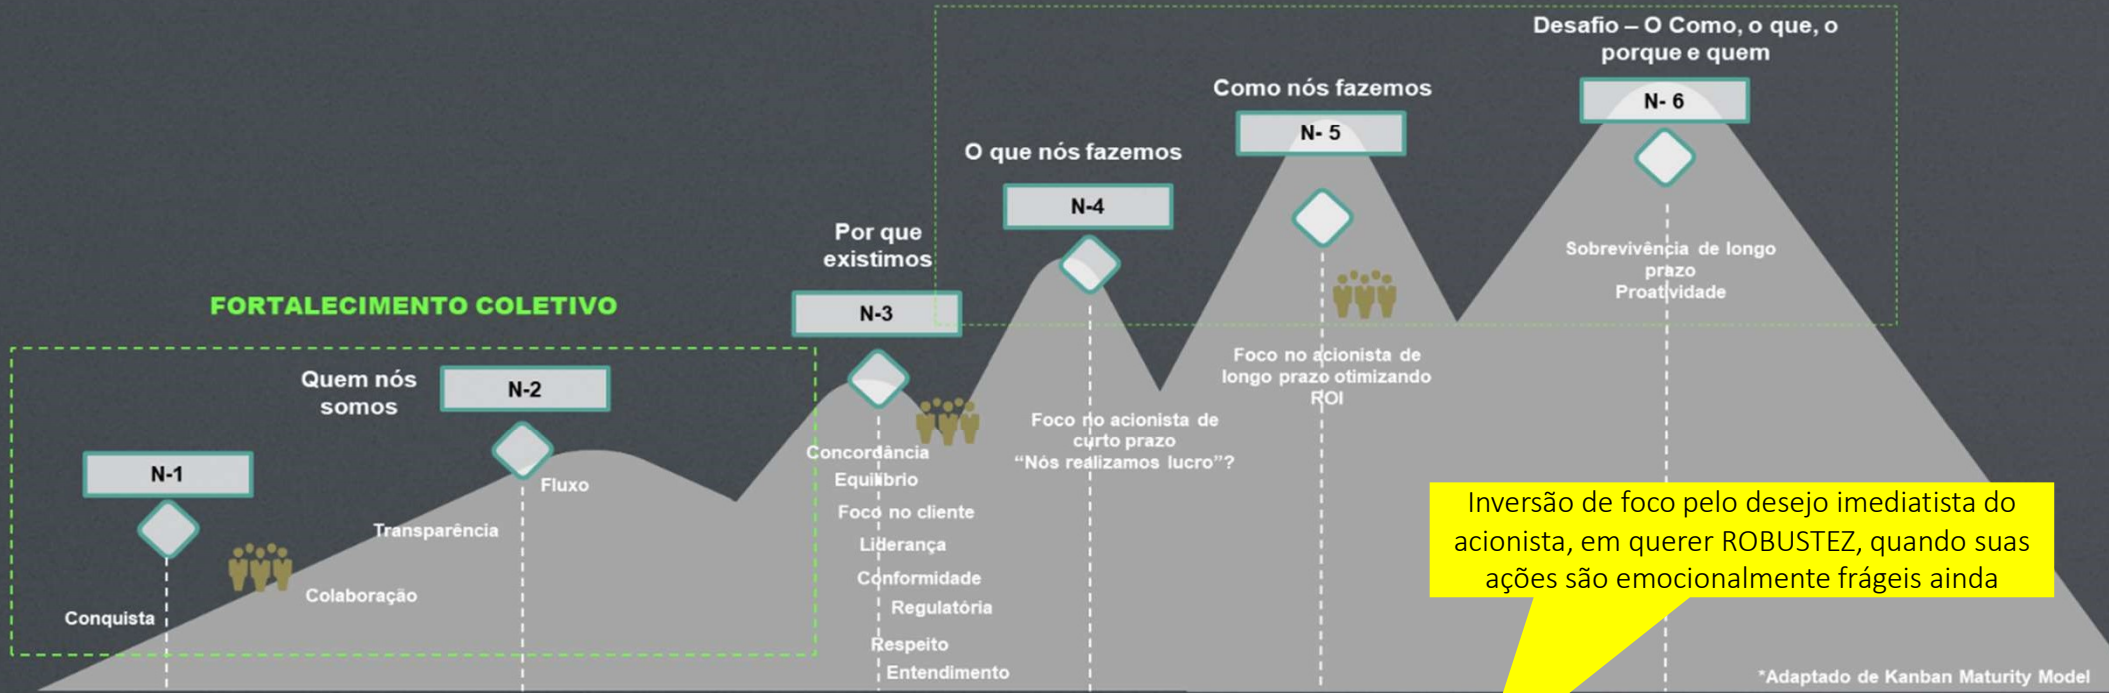 FORTALECIMENTO COLETIVO
N-1
Conquista
Colaboração
Transparência
Quem nós
somos
N-2
Fluxo
Por que
existimos
N-3
Concordância
Equilíbrio
Foco no cliente
Liderança
Conformidade
Regulatória
Respeito
Entendimento
O que nós fazemos
N-4
Foco no acionista de
curto prazo
“Nós realizamos lucro”?
Como nós fazemos
N- 5
Foco no acionista de
longo prazo otimizando
ROI
Desafio – O Como, o que, o
porque e quem
N- 6
Sobrevivência de longo
prazo
Proatividade
Inversão de foco pelo desejo imediatista do
acionista, em querer ROBUSTEZ, quando suas
ações são emocionalmente frágeis ainda
*Adaptado de Kanban Maturity Model